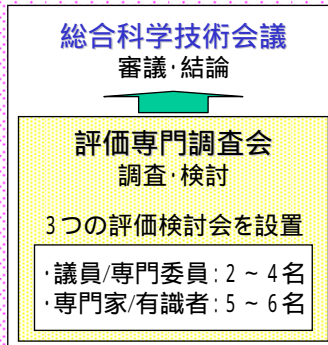 総合科学技術会議
審議・結論
評価専門調査会
調査・検討
3つの評価検討会を設置
・議員/専門委員:2～4名
・専門家/有識者:5～6名